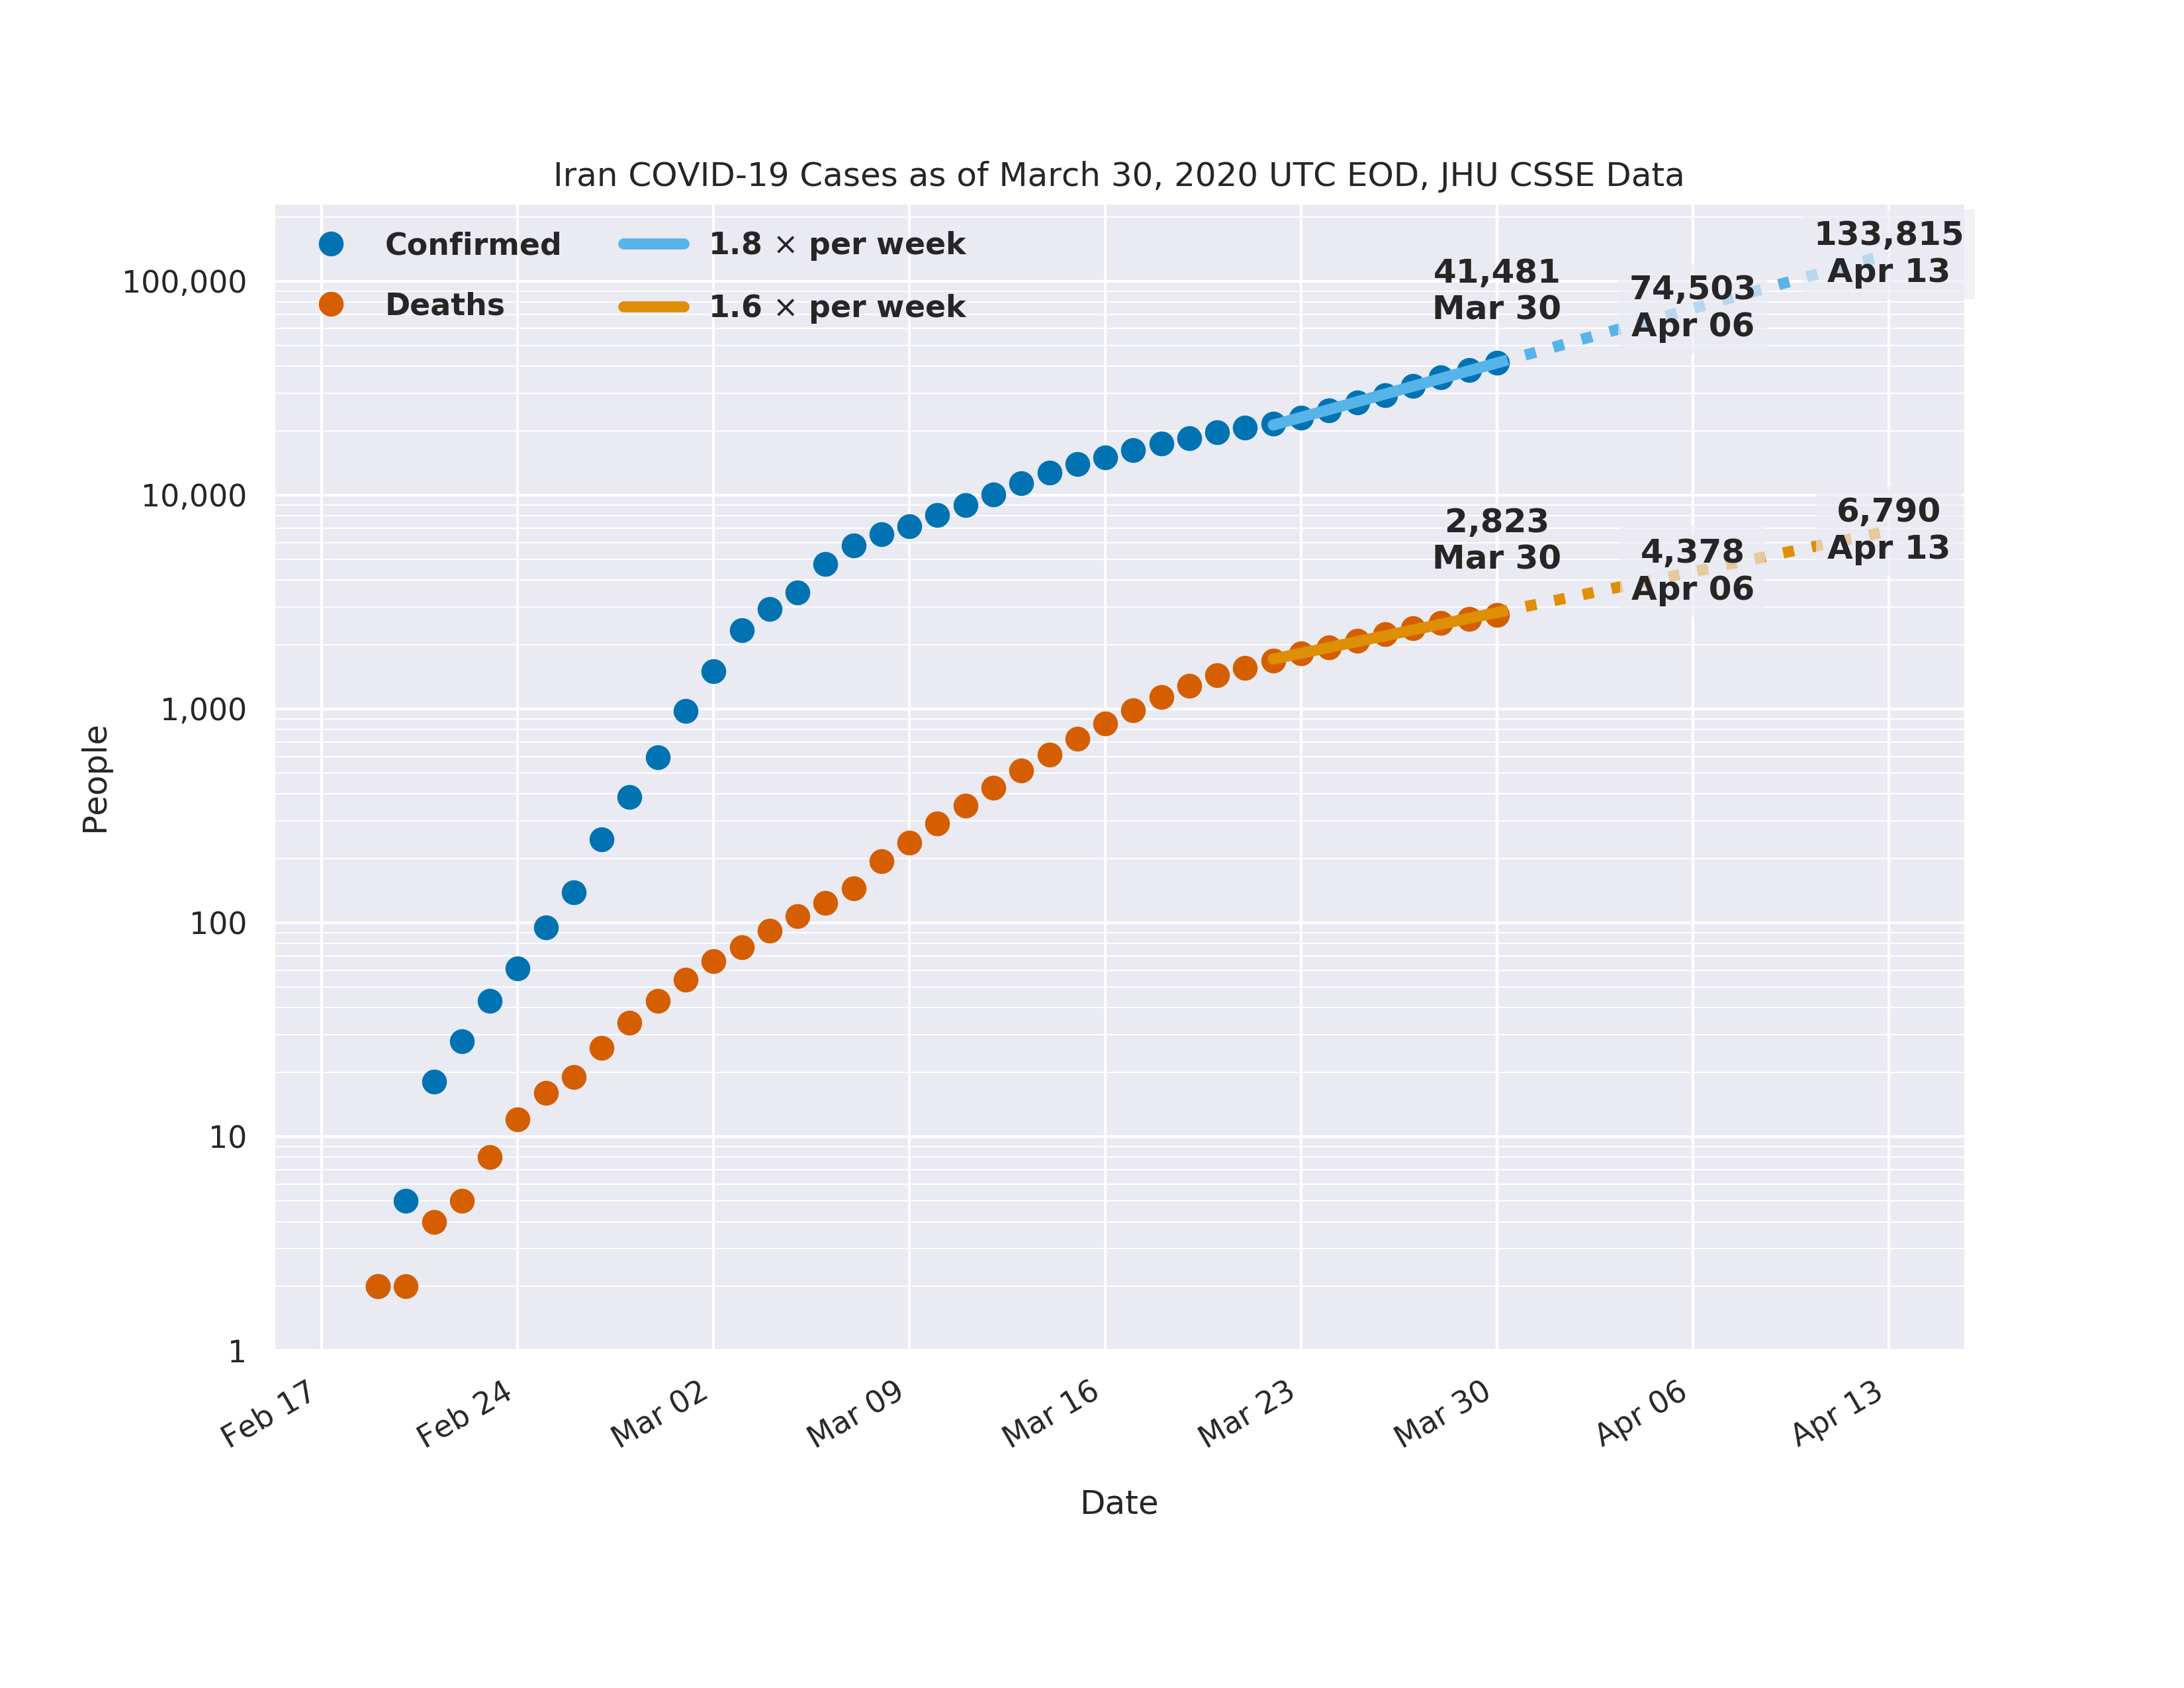 Iran COVID-19 Cases as of March 30, 2020 UTC EOD, JHU CSSE Data
Confirmed
Deaths
1.8 × per week
1.6 × per week
133,815
Apr 13
41,481
Mar 30
74,503
Apr 06
6,790
Apr 13
2,823
Mar 30
4,378
Apr 06
100,000
10,000
1,000
100
10
1
People
Feb 17
Feb 24
Mar 02
Mar 09
Mar 16
Mar 23
Mar 30
Apr 06
Apr 13
Date